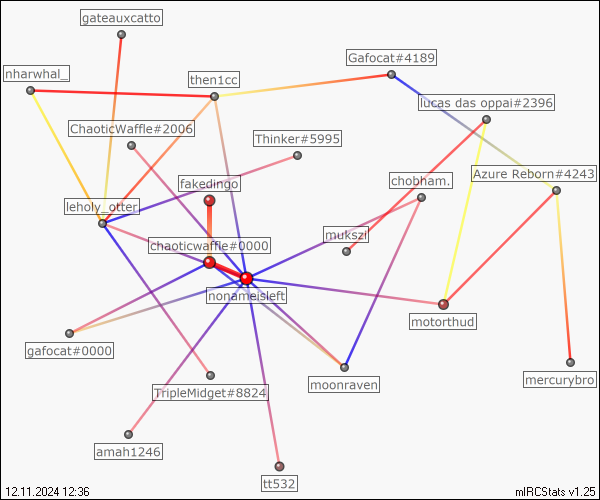 gateauxcatto
Gafocat#4189
nharwhal_
then1cc
lucas das oppai#2396
ChaoticWaffle#2006
Thinker#5995
Azure Reborn#4243
chobham.
fakedingo
leholy_otter
mukszi
chaoticwaffle#0000
nonameisleft
motorthud
gafocat#0000
mercurybro
moonraven
TripleMidget#8824
amah1246
tt532
12.11.2024 12:36
mIRCStats v1.25